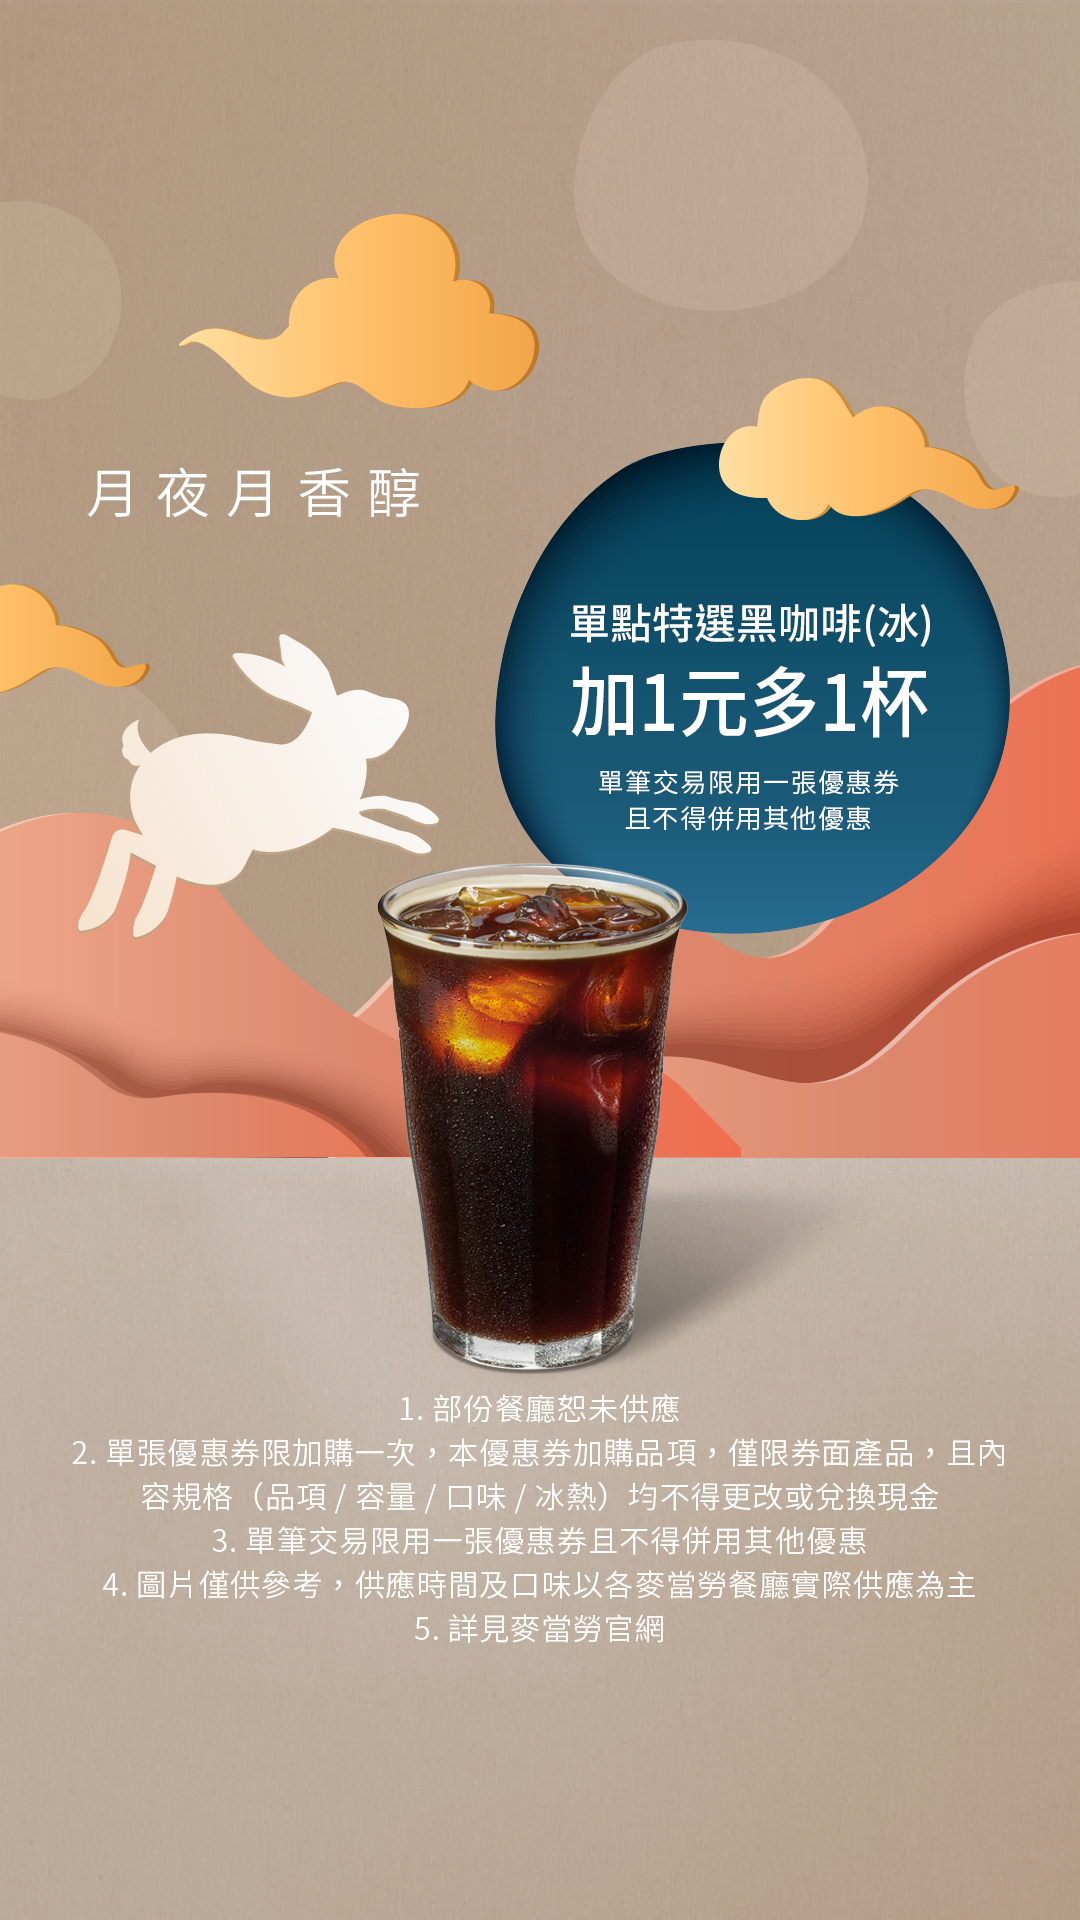 月夜月香醇
單點特選黑咖啡(冰)
加1元多1杯
單筆交易限用一張優惠券
且不得併用其他優惠
1. 部份餐廳恕未供應
2. 單張優惠券限加購一次，本優惠券加購品項，僅限券面產品，且內
容規格（品項 / 容量 / 口味 / 冰熱）均不得更改或兌換現金
3. 單筆交易限用一張優惠券且不得併用其他優惠
4. 圖片僅供參考，供應時間及口味以各麥當勞餐廳實際供應為主
5. 詳見麥當勞官網